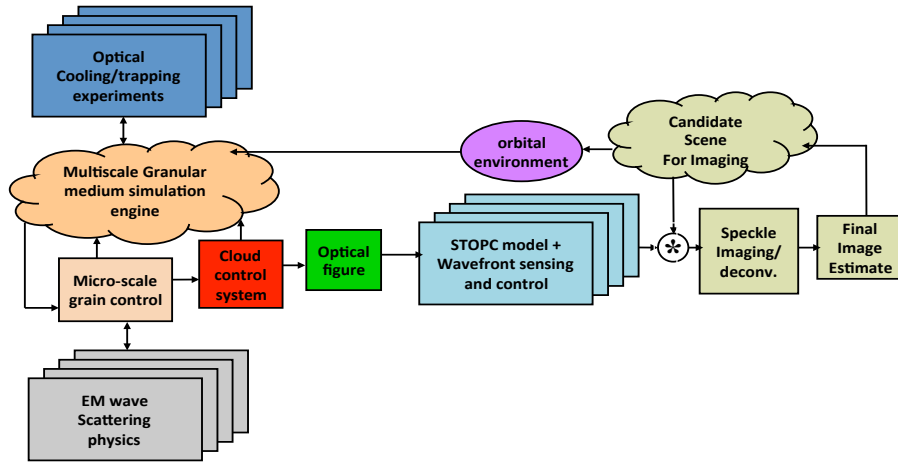 Optical
Cooling/trapping
experiments
Multiscale Granular
medium simulation
engine
orbital
environment
Candidate
Scene
For Imaging
Micro-scale
grain control
Cloud
control
system
Optical
figure
STOPC model +
Wavefront sensing
and control
*
Speckle
Imaging/
deconv.
Final
Image
Estimate
EM wave
Scattering
physics